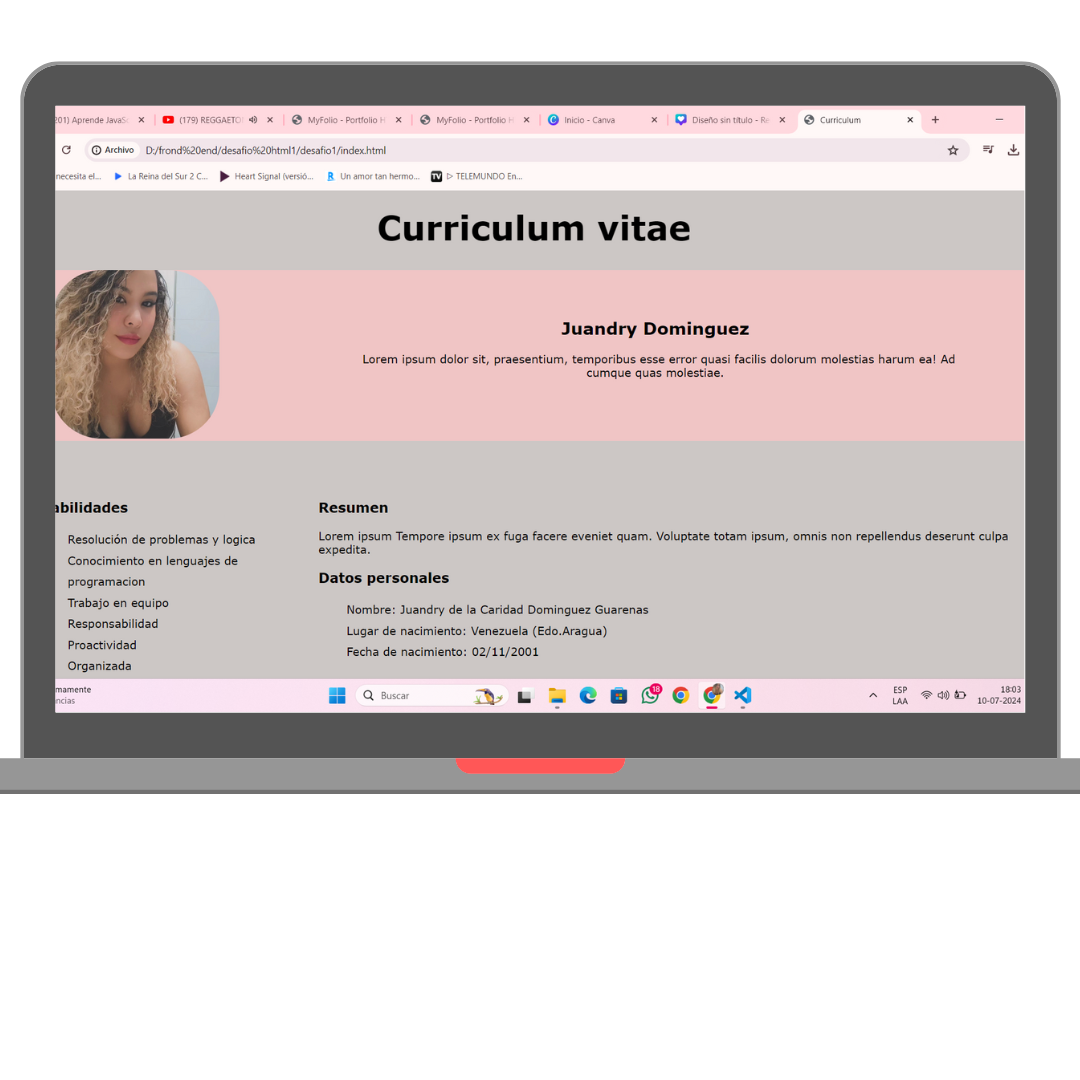 201) Aprende JavaSc
(179) REGGAETO
MyFolio - Portfolio H
MyFolio - Portfolio H
Inicio - Canva
Diseño sin título - Re
Curriculum
Archivo
D:/frond%20end/desafio%20html1/desafio1/index.html
necesita el...
La Reina del Sur 2 C...
Heart Signal (versió...
Un amor tan hermo...
TV
▷ TELEMUNDO En...
Curriculum vitae
Juandry Dominguez
Lorem ipsum dolor sit, praesentium, temporibus esse error quasi facilis dolorum molestias harum ea! Ad
cumque quas molestiae.
abilidades
Resolución de problemas y logica
Conocimiento en lenguajes de
programacion
Trabajo en equipo
Responsabilidad
Proactividad
Organizada
Resumen
Lorem ipsum Tempore ipsum ex fuga facere eveniet quam. Voluptate totam ipsum, omnis non repellendus deserunt culpa
expedita.
Datos personales
Nombre: Juandry de la Caridad Dominguez Guarenas
Lugar de nacimiento: Venezuela (Edo.Aragua)
Fecha de nacimiento: 02/11/2001
mamente
ncias
Buscar
18
ESP
LAA
18:03
10-07-2024